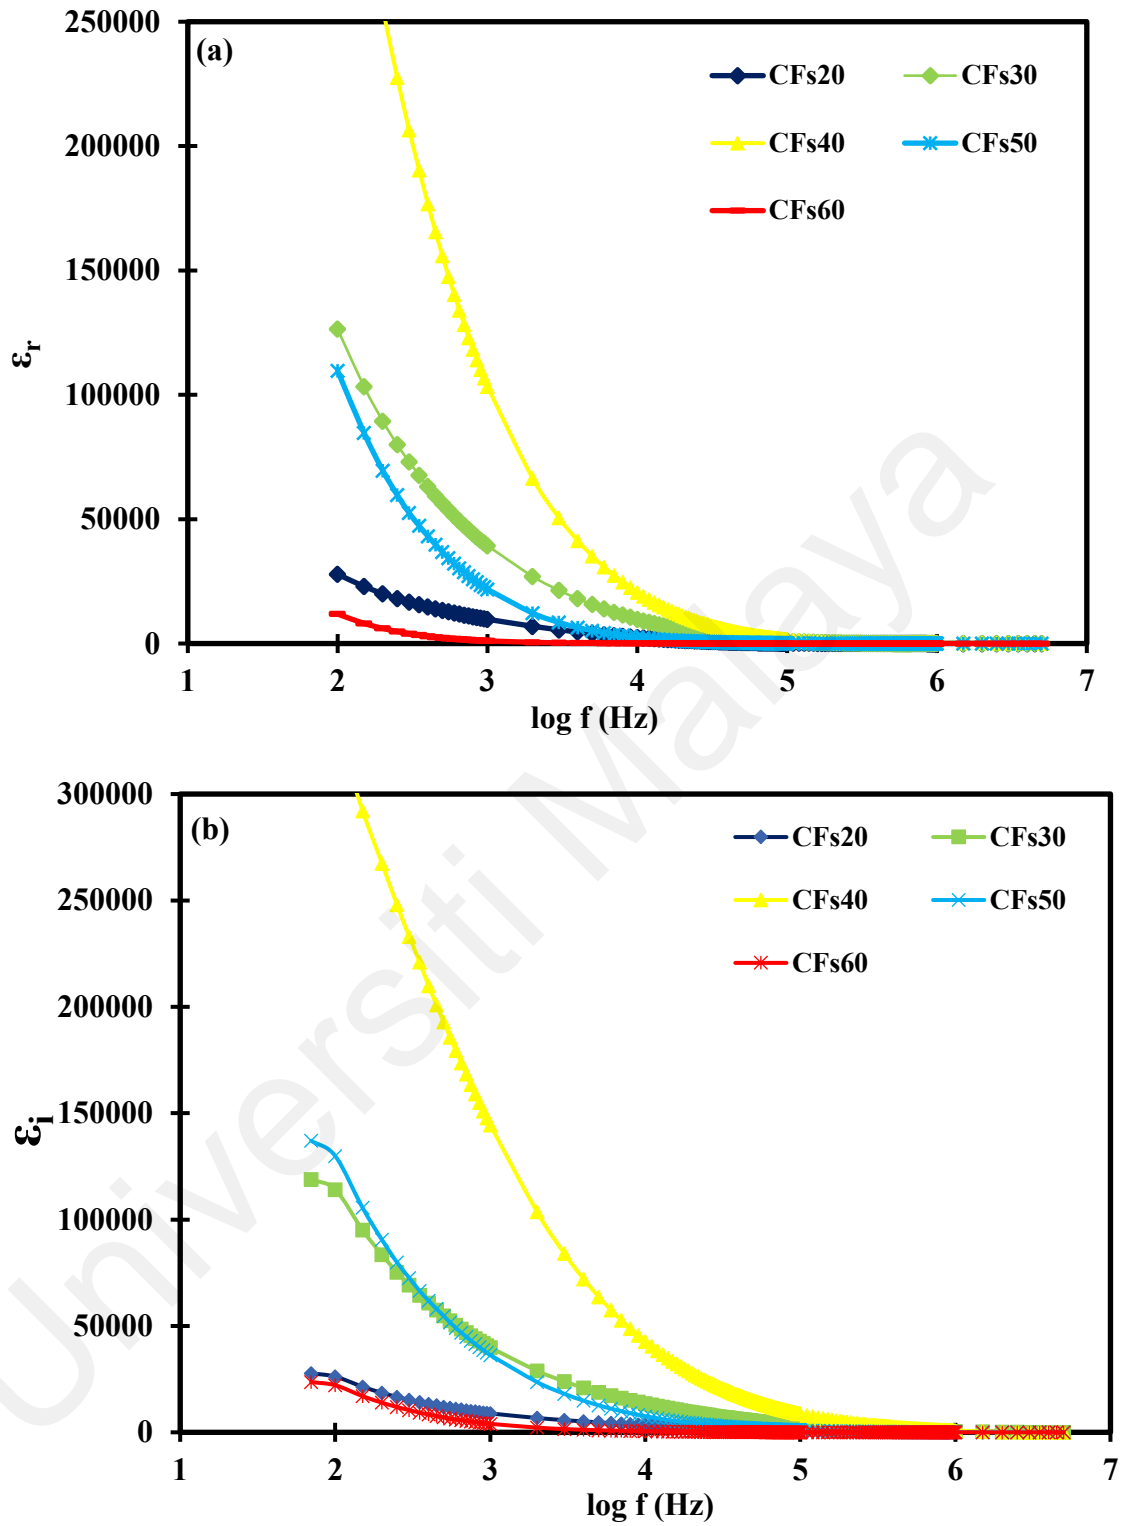 (a)
250000
200000
150000
100000
50000
0
εr
1 2 3 4 5 6 7
log f (Hz)
CFs20 CFs30
CFs40 CFs50
CFs60
(b)
300000
250000
200000
150000
100000
50000
0
εi
1 2 3 4 5 6 7
log f (Hz)
CFs20 CFs30
CFs40 CFs50
CFs60
Universiti Malaya